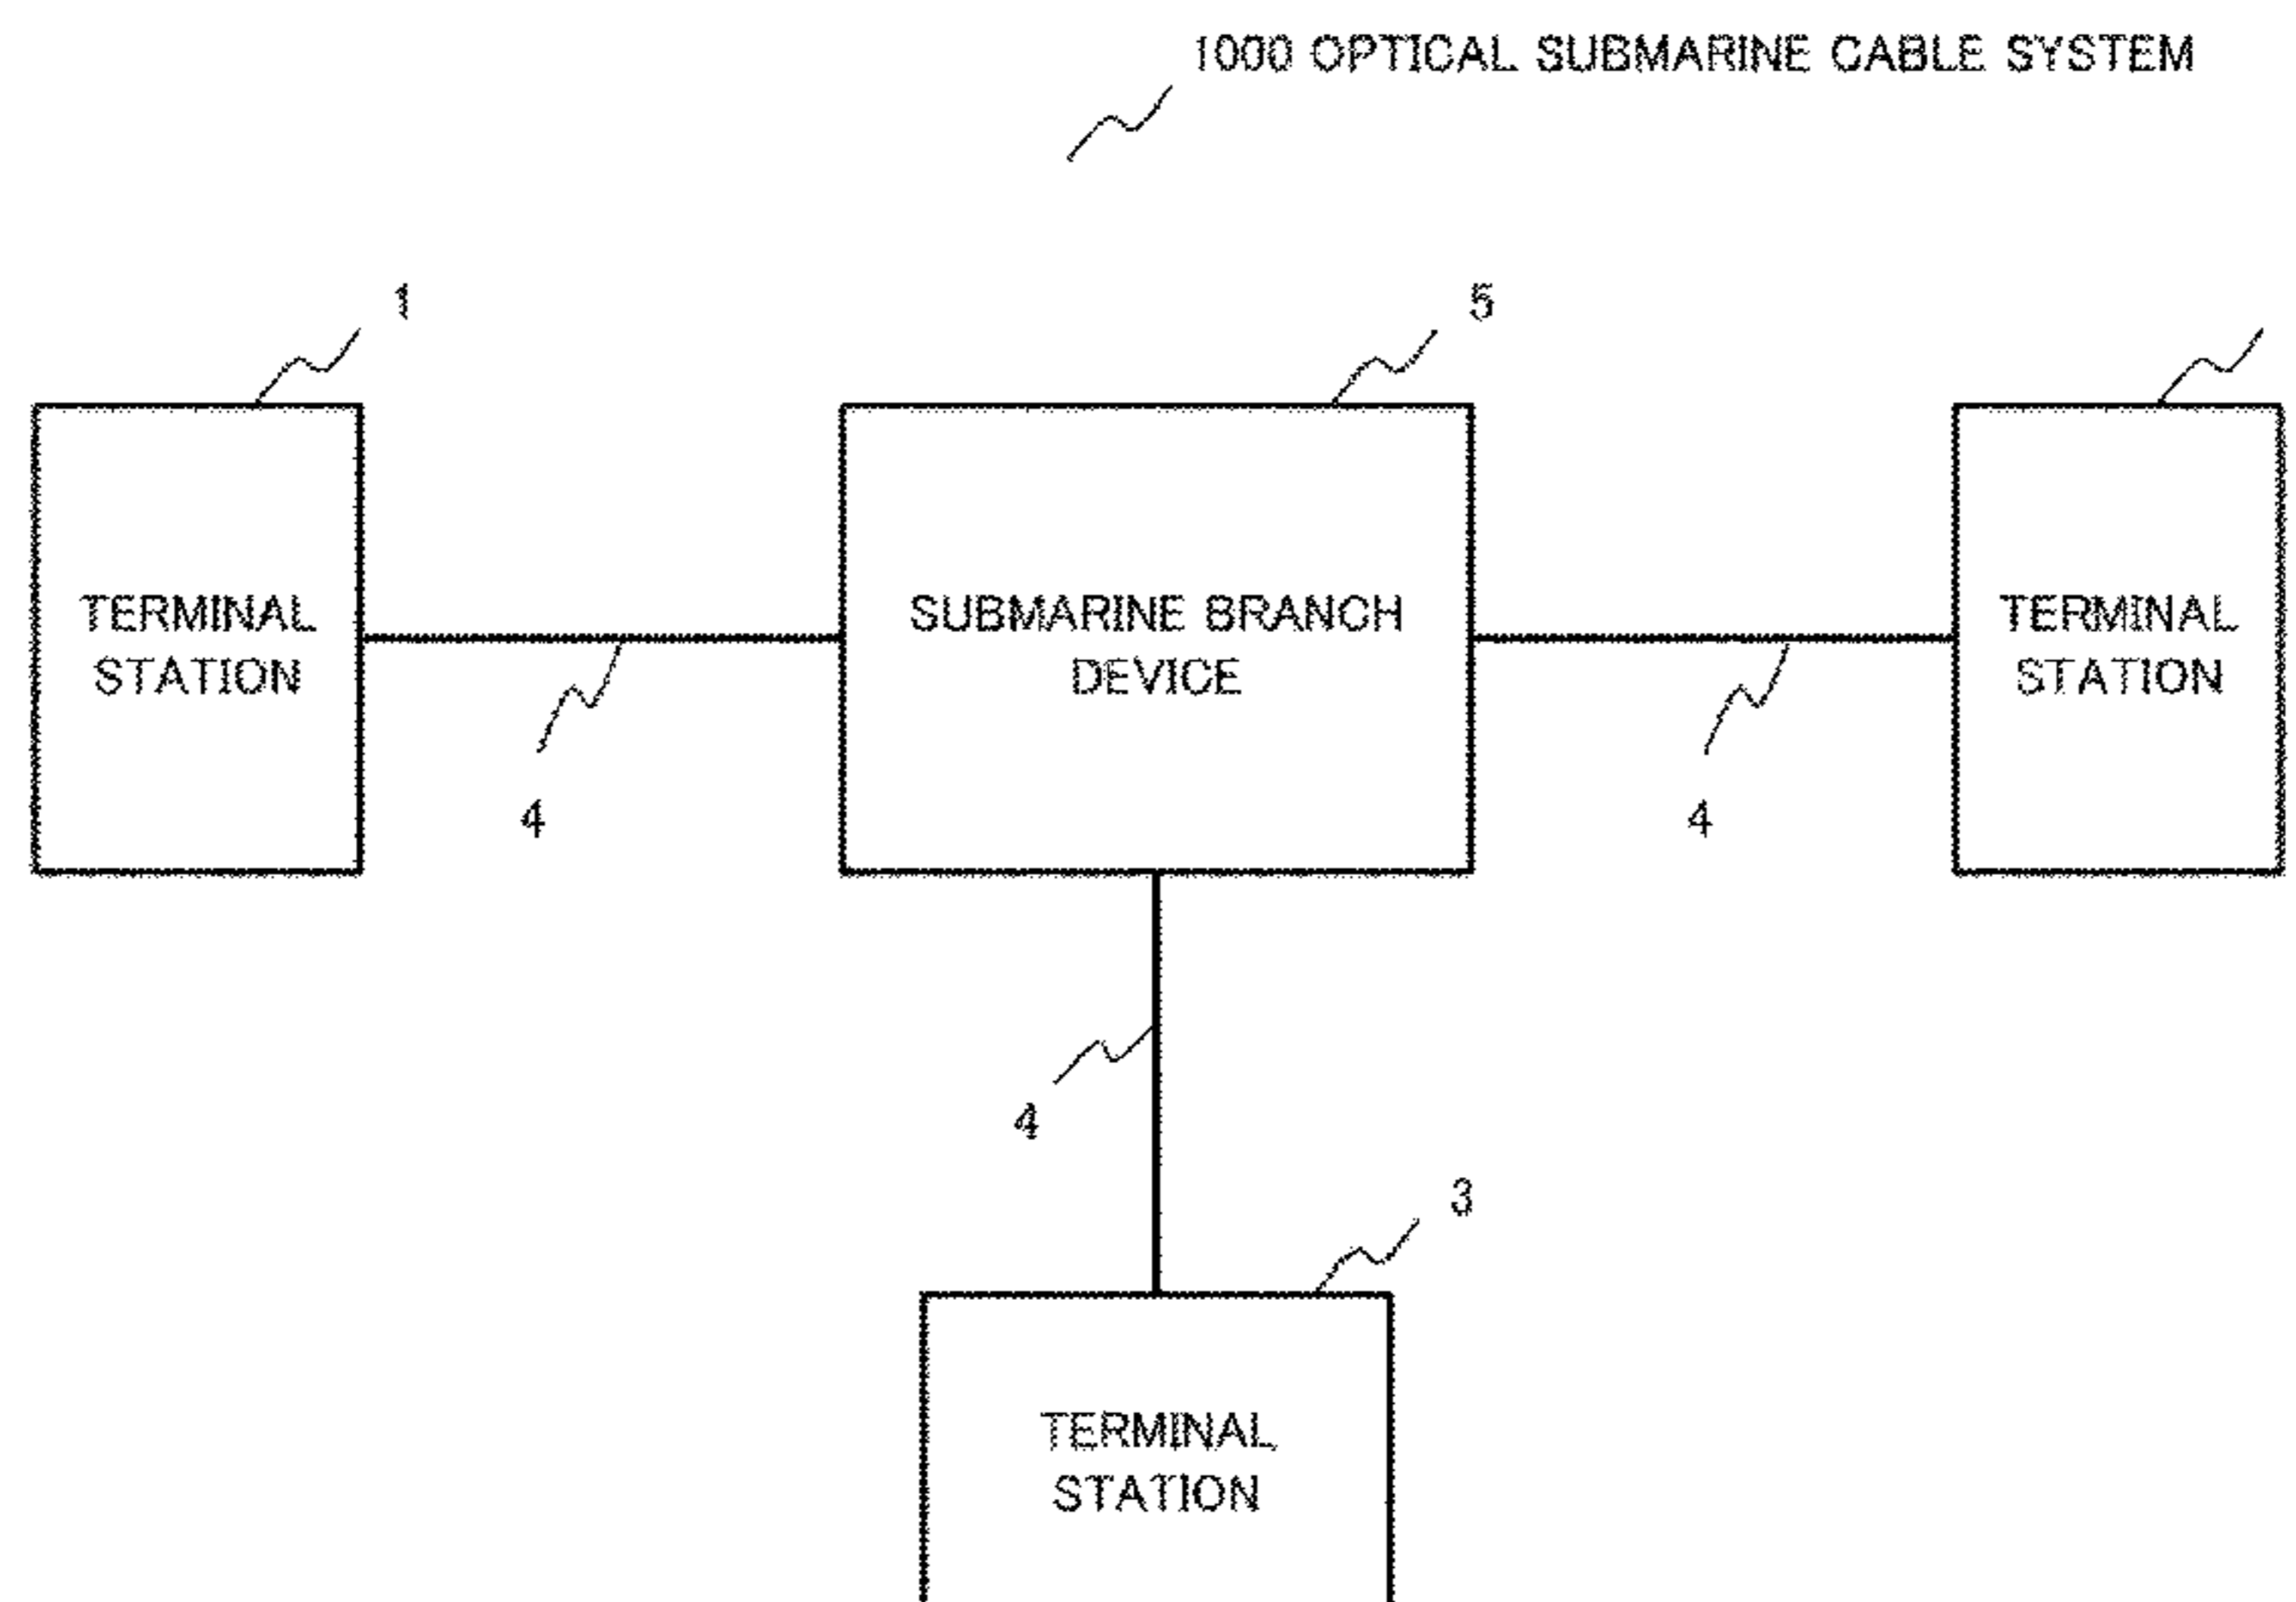 1000 OPTICAL SUBMARINE CABLE SYSTEM
1
5
TERMINAL
STATION
SUBMARINE BRANCH
DEVICE
TERMINAL
STATION
4
4
4
3
TERMINAL
STATION